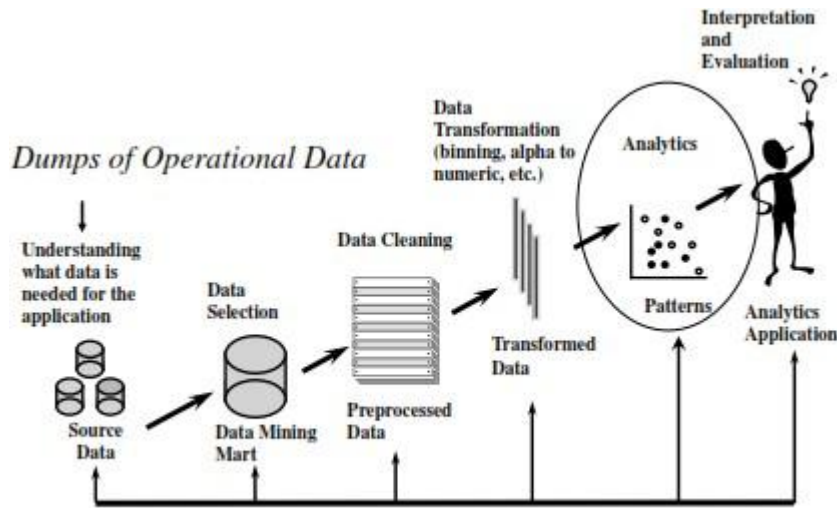 Interpretation
and
Evaluation
Data
Transformation
(binning, alpha to
numeric, etc.)
Analytics
Dumps of Operational Data
Understanding
what data is
needed for the
application
Data
Selection
Data Cleaning
Patterns
Analytics
Application
Transformed
Data
Source
Data
Data Mining
Mart
Preprocessed
Data